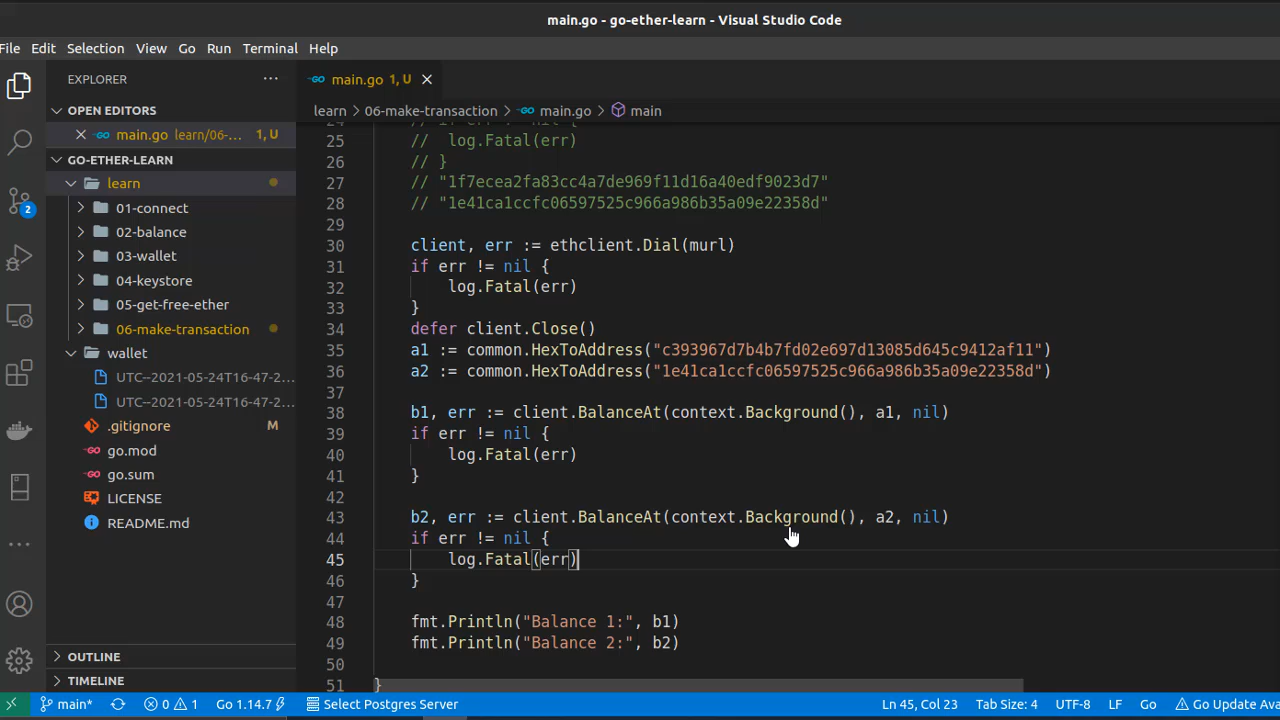 main.go - go-ether-learn - Visual Studio Code
File Edit Selection View Go Run Terminal Help
EXPLORER
main.go 1, U
OPEN EDITORS
learn > 06-make-transaction > main.go > main
main.go learn/06-... 1, U
GO-ETHER-LEARN
learn
01-connect
02-balance
03-wallet
04-keystore
05-get-free-ether
06-make-transaction
wallet
UTC--2021-05-24T16-47-2...
UTC--2021-05-24T16-47-2...
.gitignore M
go.mod
go.sum
LICENSE
README.md
OUTLINE
TIMELINE
2
25 // log.Fatal(err)
26 // }
27 // "1f7ecea2fa83cc4a7de969f11d16a40edf9023d7"
28 // "1e41ca1ccfc06597525c966a986b35a09e22358d"
29
30 client, err := ethclient.Dial(murl)
31 if err != nil {
32 log.Fatal(err)
33 }
34 defer client.Close()
35 a1 := common.HexToAddress("c393967d7b4b7fd02e697d13085d645c9412af11")
36 a2 := common.HexToAddress("1e41ca1ccfc06597525c966a986b35a09e22358d")
37
38 b1, err := client.BalanceAt(context.Background(), a1, nil)
39 if err != nil {
40 log.Fatal(err)
41 }
42
43 b2, err := client.BalanceAt(context.Background(), a2, nil)
44 if err != nil {
45 log.Fatal(err)
46 }
47
48 fmt.Println("Balance 1:", b1)
49 fmt.Println("Balance 2:", b2)
50
51 }
main* 0 1 Go 1.14.7 Select Postgres Server Ln 45, Col 23 Tab Size: 4 UTF-8 LF Go Go Update Ava